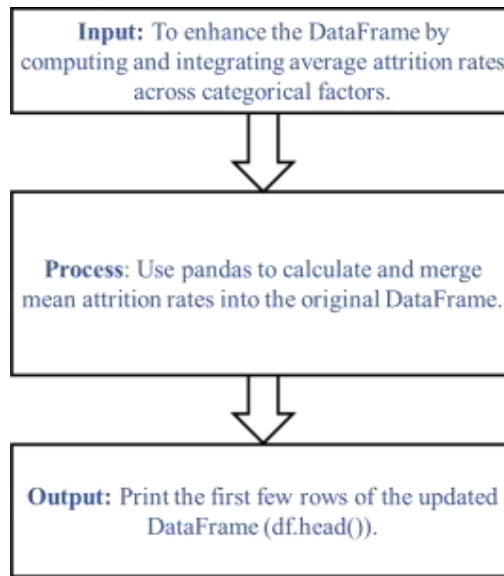 Input: To enhance the DataFrame by
computing and integrating average attrition rates
across categorical factors.
Process: Use pandas to calculate and merge
mean attrition rates into the original DataFrame.
Output: Print the first few rows of the updated
DataFrame (df.head()).